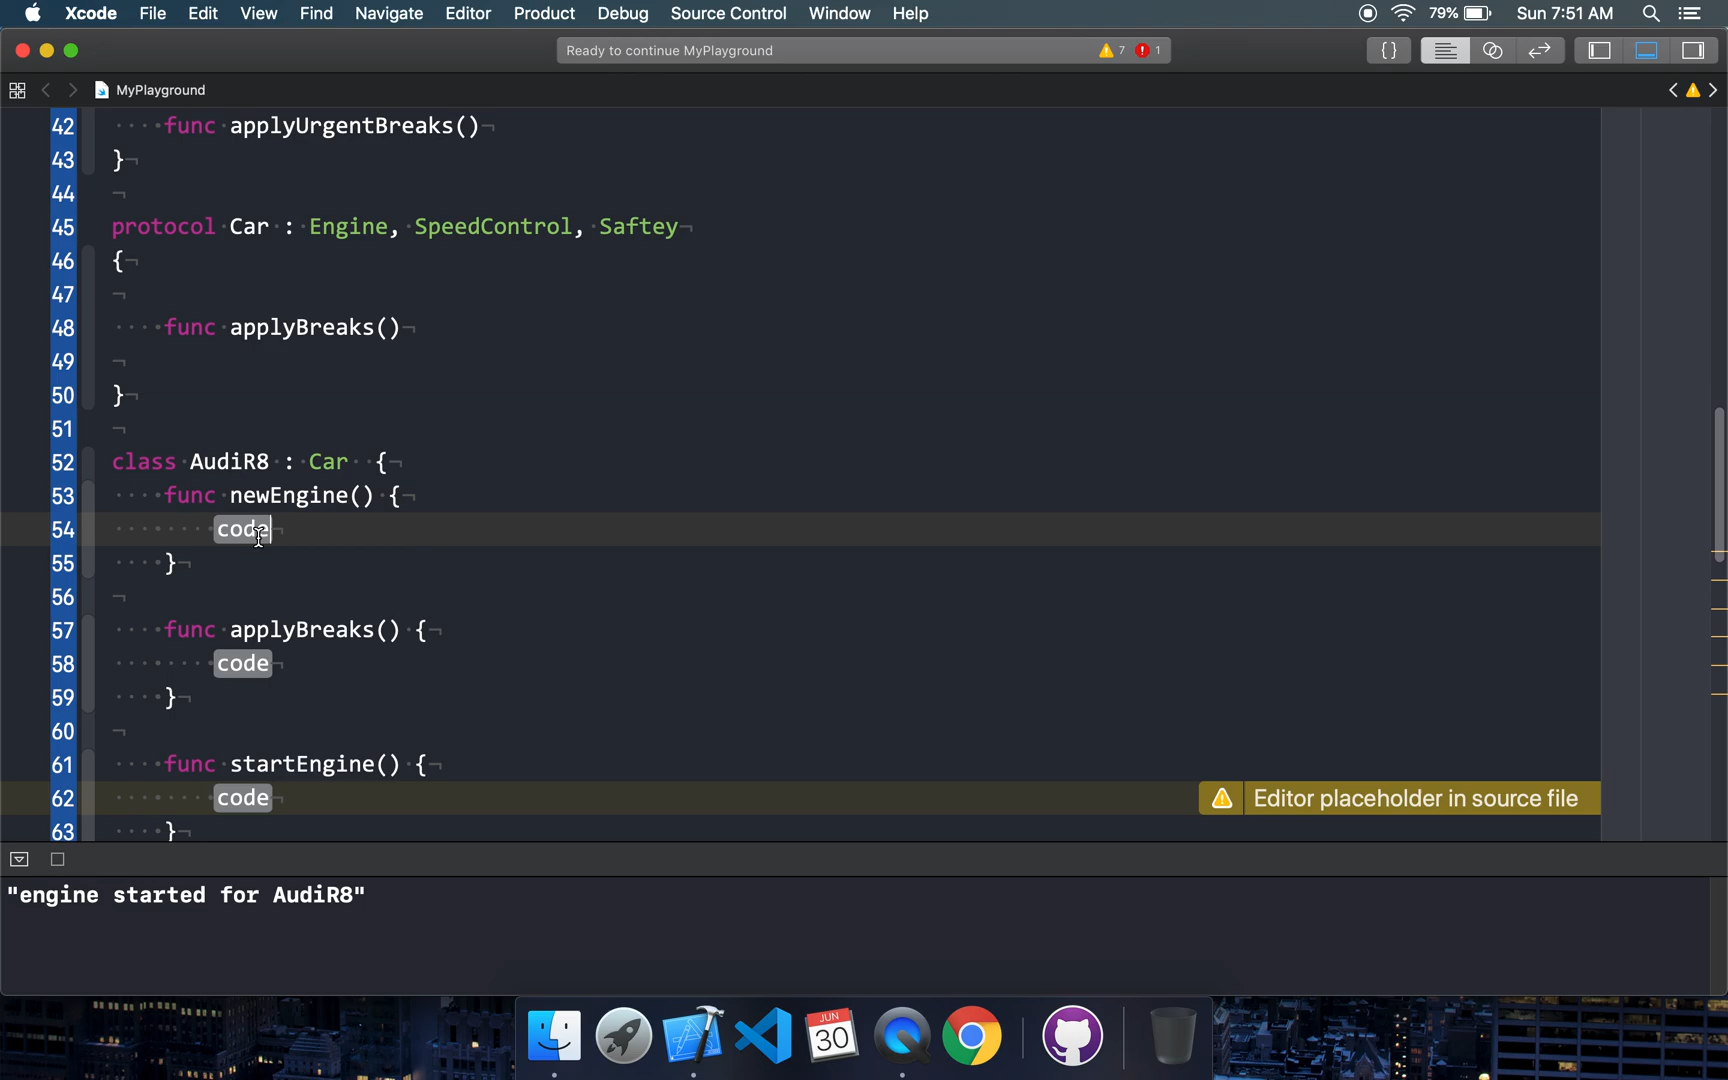 Xcode File Edit View Find Navigate Editor Product Debug Source Control Window Help 79% Sun 7:51 AM
Ready to continue MyPlayground 7 1 {}
MyPlayground
42 func applyUrgentBreaks()
43 }
44
45 protocol Car : Engine, SpeedControl, Saftey
46 {
47
48 func applyBreaks()
49
50 }
51
52 class AudiR8 : Car {
53 func newEngine() {
54 code
55 }
56
57 func applyBreaks() {
58 code
59 }
60
61 func startEngine() {
62 code Editor placeholder in source file
63 }
"engine started for AudiR8"
JUN
30